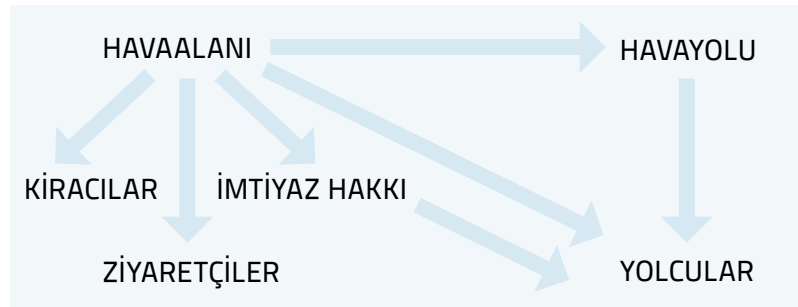 HAVAALANI
HAVAYOLU
KİRACILAR
İMTİYAZ HAKKI
ZİYARETÇİLER
YOLCULAR